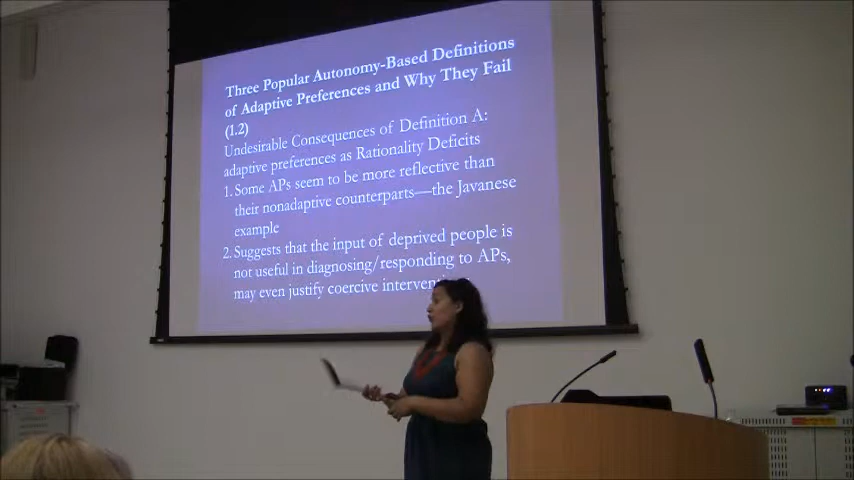 Three Popular Autonomy-Based Definitions
of Adaptive Preferences and Why They Fail
(1.2)
Undesirable Consequences of Definition A:
adaptive preferences as Rationality Deficits
1. Some APs seem to be more reflective than
their nonadaptive counterparts—the Javanese
example
2. Suggests that the input of deprived people is
not useful in diagnosing/responding to APs,
may even justify coercive